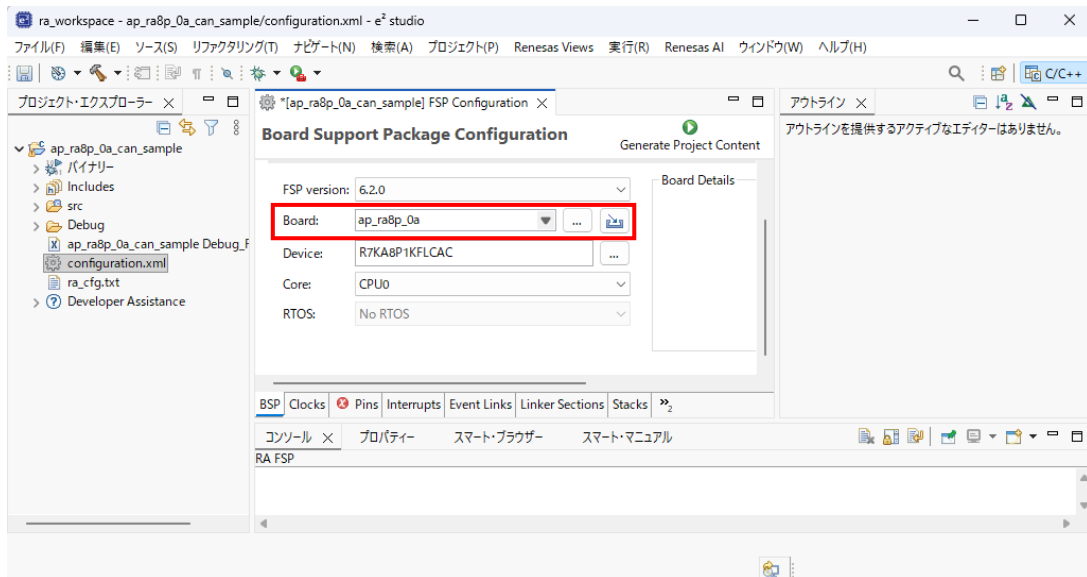 ra_workspace - ap_ra8p_0a_can_sample/configuration.xml - e² studio
ファイル(F) 編集(E) ソース(S) リファクタリング(T) ナビゲート(N) 検索(A) プロジェクト(P) Renesas Views 実行(R) Renesas AI ウィンドウ(W) ヘルプ(H)
C/C++
プロジェクト・エクスプローラー
ap_ra8p_0a_can_sample
バイナリー
Includes
src
Debug
ap_ra8p_0a_can_sample Debug_F
configuration.xml
ra_cfg.txt
Developer Assistance
*[ap_ra8p_0a_can_sample] FSP Configuration
Board Support Package Configuration
Generate Project Content
FSP version: 6.2.0
Board: ap_ra8p_0a ...
Device: R7KA8P1KFLCAC ...
Core: CPU0
RTOS: No RTOS
Board Details
BSP Clocks Pins Interrupts Event Links Linker Sections Stacks »2
アウトライン
アウトラインを提供するアクティブなエディターはありません。
コンソール プロパティー スマート・ブラウザー スマート・マニュアル
RA FSP